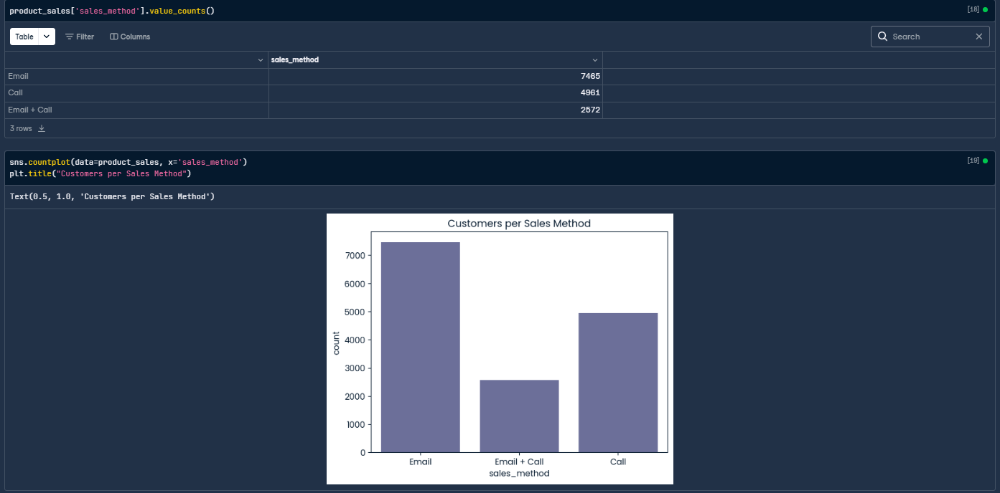 product_sales['sales_method'].value_counts()
[18]
Table
Filter
Columns
Search
sales_method
Email 7465
Call 4961
Email + Call 2572
3 rows
sns.countplot(data=product_sales, x='sales_method')
[19]
plt.title("Customers per Sales Method")
Text(0.5, 1.0, 'Customers per Sales Method')
Customers per Sales Method
7000
6000
5000
4000
3000
2000
1000
0
count
Email Email + Call Call
sales_method